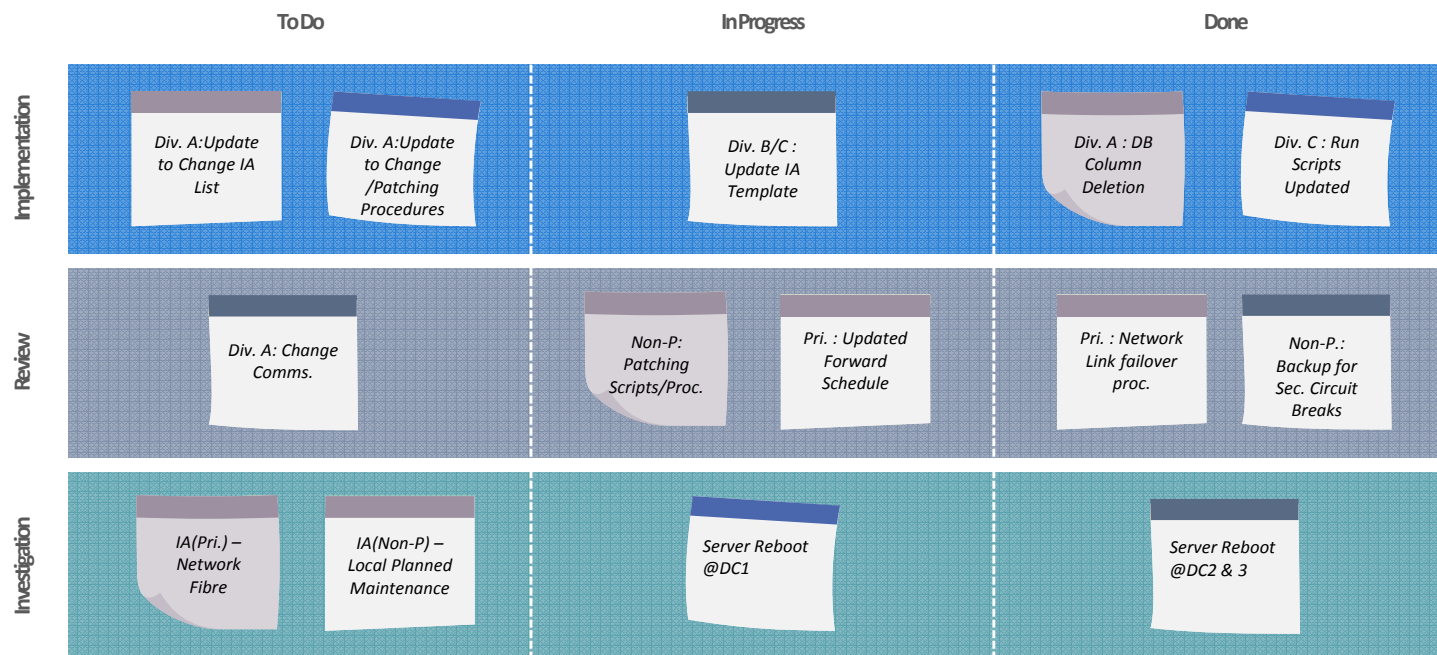 To Do
In Progress
Done
Implementation
Div. A:Update
to Change IA
List
Div. A:Update
to Change
/Patching
Procedures
Div. B/C :
Update IA
Template
Div. A : DB
Column
Deletion
Div. C : Run
Scripts
Updated
Review
Div. A: Change
Comms.
Non-P:
Patching
Scripts/Proc.
Pri. : Updated
Forward
Schedule
Pri. : Network
Link failover
proc.
Non-P.:
Backup for
Sec. Circuit
Breaks
Investigation
IA(Pri.) –
Network
Fibre
IA(Non-P) –
Local Planned
Maintenance
Server Reboot
@DC1
Server Reboot
@DC2 & 3